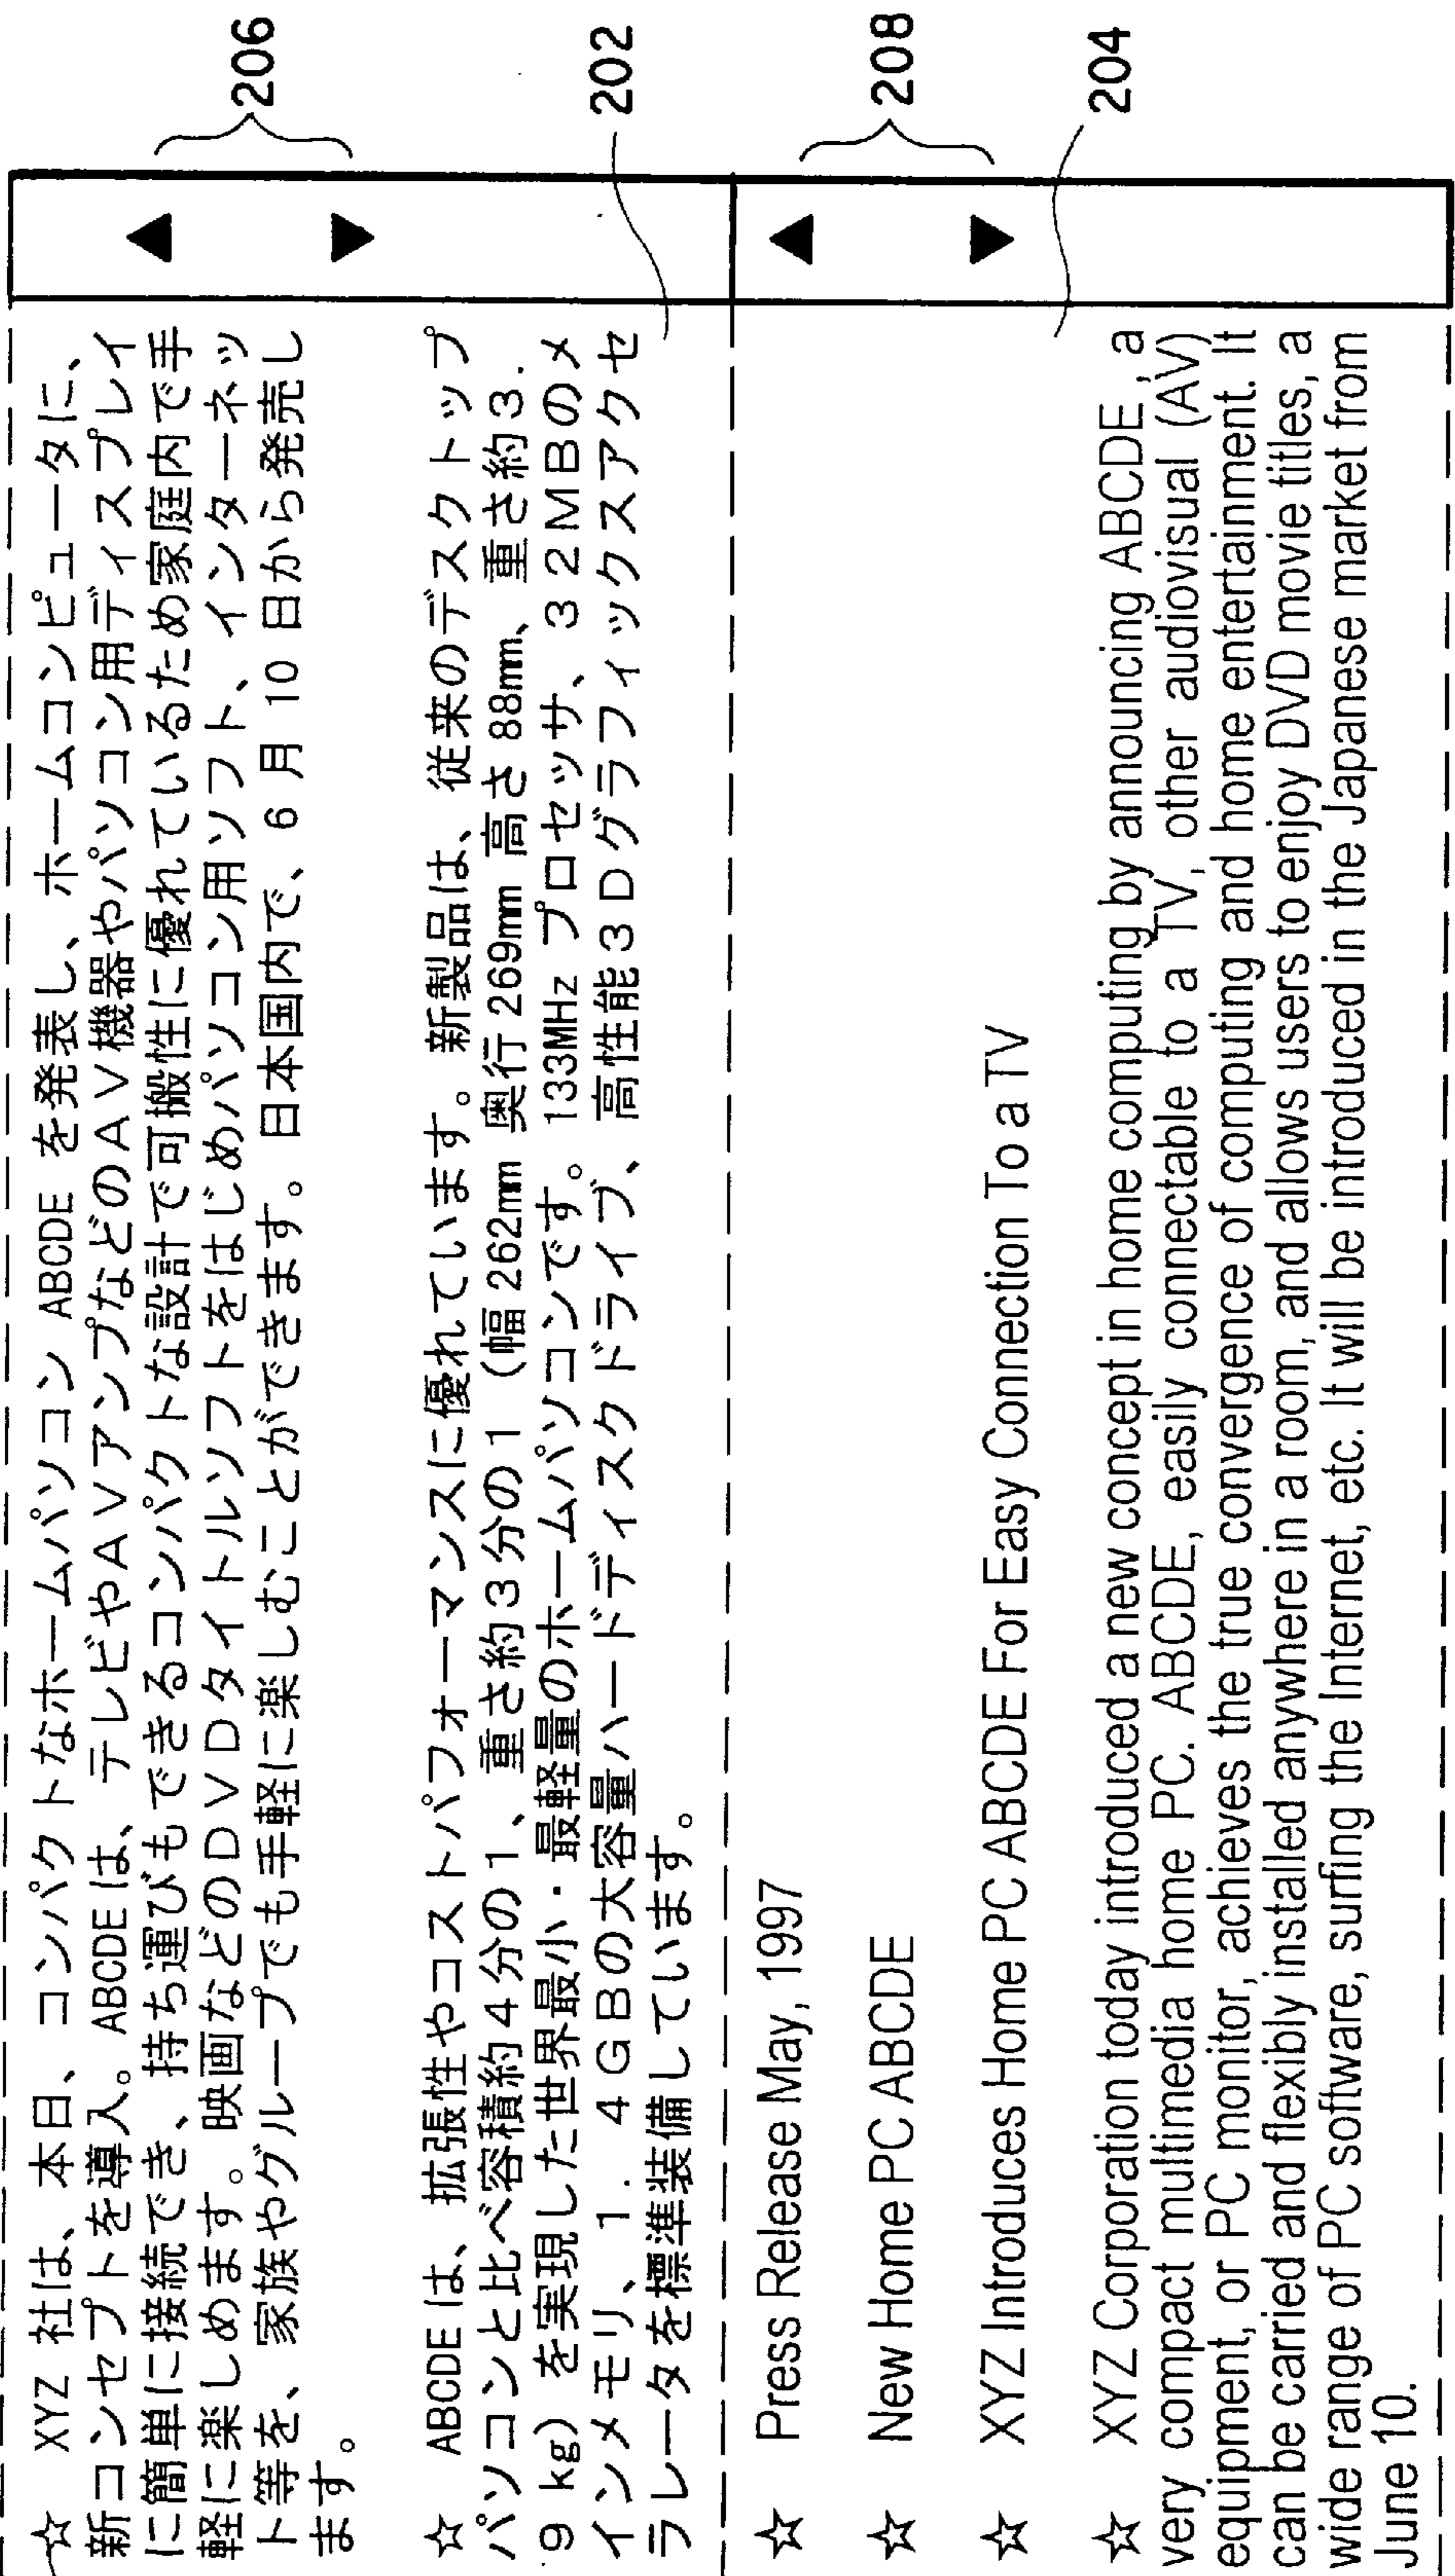 ☆ XYZ 社は、本日、コンパクトなホームパソコン ABCDE を発表し、ホームコンピュータに、
新コンセプトを導入。ABCDE は、テレビやＡＶアンプなどのＡＶ機器やパソコン用ディスプレイ
に簡単に接続でき、持ち運びもできるコンパクトな設計で可搬性に優れているため家庭内で手
軽に楽しめます。映画などのＤＶＤタイトルソフトをはじめパソコン用ソフト、インターネッ
ト等を、家族やグループでも手軽に楽しむことができます。日本国内で、6 月 10 日から発売し
ます。
☆ ABCDE は、拡張性やコストパフォーマンスに優れています。新製品は、従来のデスクトップ
パソコンと比べ容積約４分の１、重さ約３分の１（幅 262mm 奥行 269mm 高さ 88mm、重さ約３．
９ kg）を実現した世界最小・最軽量のホームパソコンです。133MHz プロセッサ、３２ＭＢのメ
インメモリ、１．４ＧＢの大容量ハードディスクドライブ、高性能３Ｄグラフィックスアクセ
ラレータを標準装備しています。
☆ Press Release May, 1997
☆ New Home PC ABCDE
☆ XYZ Introduces Home PC ABCDE For Easy Connection To a TV
☆ XYZ Corporation today introduced a new concept in home computing by announcing ABCDE , a
very compact multimedia home PC. ABCDE, easily connectable to a TV, other audiovisual (AV)
equipment, or PC monitor, achieves the true convergence of computing and home entertainment. It
can be carried and flexibly installed anywhere in a room, and allows users to enjoy DVD movie titles, a
wide range of PC software, surfing the Internet, etc. It will be introduced in the Japanese market from
June 10.
206
202
208
204